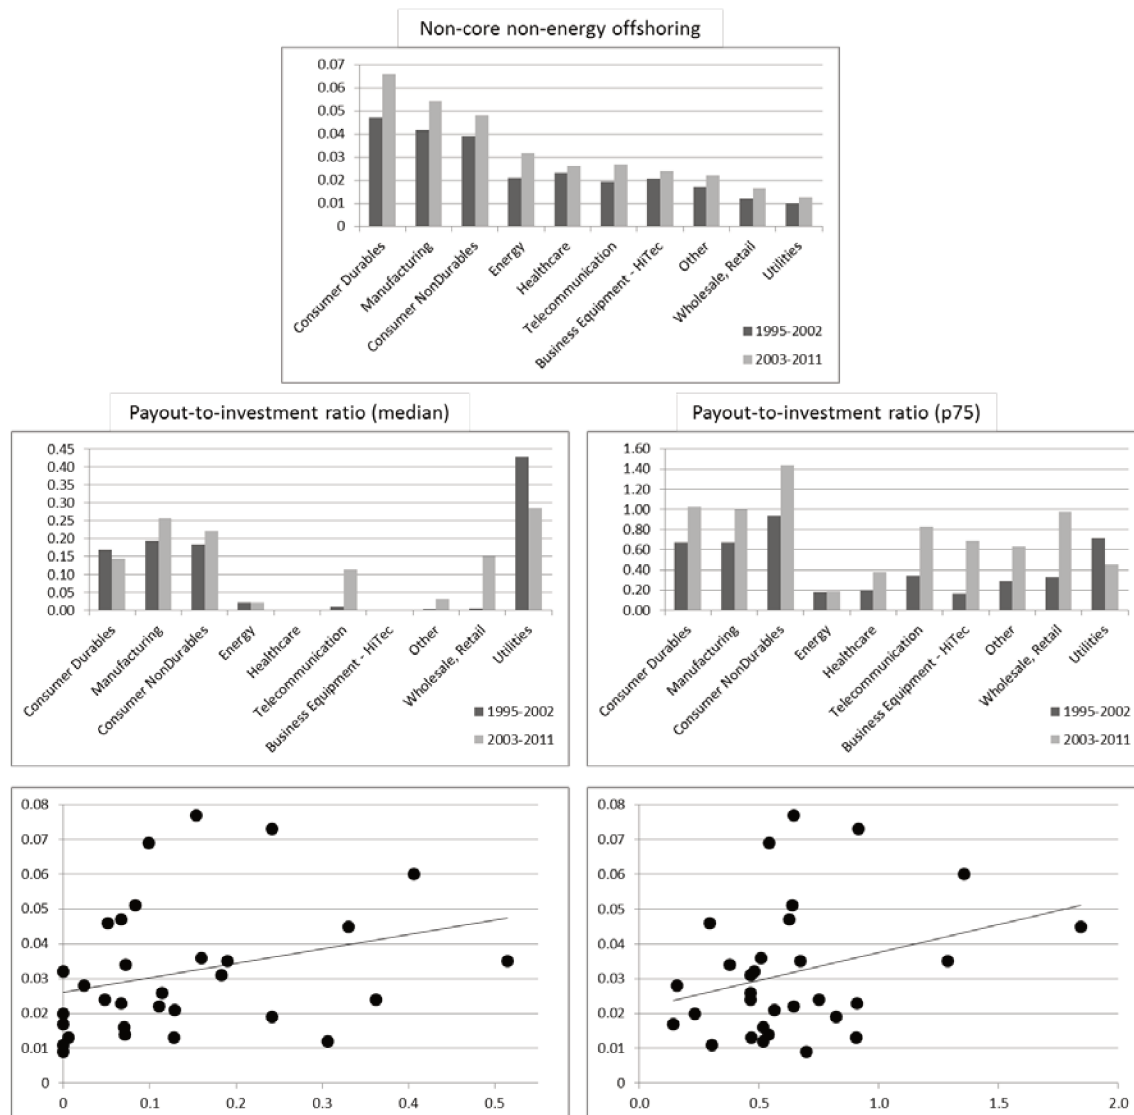 Non-core non-energy offshoring
0.07
0.06
0.05
0.04
0.03
0.02
0.01
0
Consumer Durables
Manufacturing
Consumer NonDurables
Energy
Healthcare
Telecommunication
Business Equipment - HiTec
Other
Wholesale, Retail
Utilities
1995-2002
2003-2011
Payout-to-investment ratio (median)
0.45
0.40
0.35
0.30
0.25
0.20
0.15
0.10
0.05
0.00
Consumer Durables
Manufacturing
Consumer NonDurables
Energy
Healthcare
Telecommunication
Business Equipment - HiTec
Other
Wholesale, Retail
Utilities
1995-2002
2003-2011
Payout-to-investment ratio (p75)
1.60
1.40
1.20
1.00
0.80
0.60
0.40
0.20
0.00
Consumer Durables
Manufacturing
Consumer NonDurables
Energy
Healthcare
Telecommunication
Business Equipment - HiTec
Other
Wholesale, Retail
Utilities
1995-2002
2003-2011
0.08
0.07
0.06
0.05
0.04
0.03
0.02
0.01
0
0 0.1 0.2 0.3 0.4 0.5
0.08
0.07
0.06
0.05
0.04
0.03
0.02
0.01
0
0.0 0.5 1.0 1.5 2.0